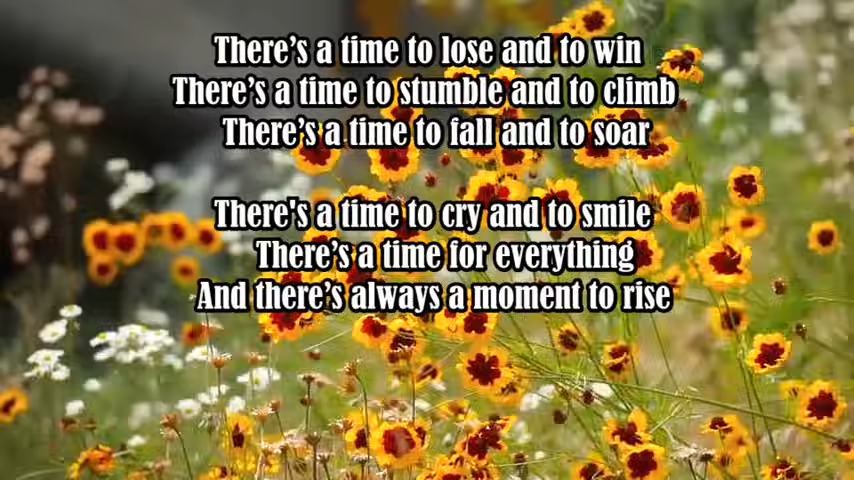 There’s a time to lose and to win
There’s a time to stumble and to climb
There’s a time to fall and to soar
There's a time to cry and to smile
There’s a time for everything
And there’s always a moment to rise